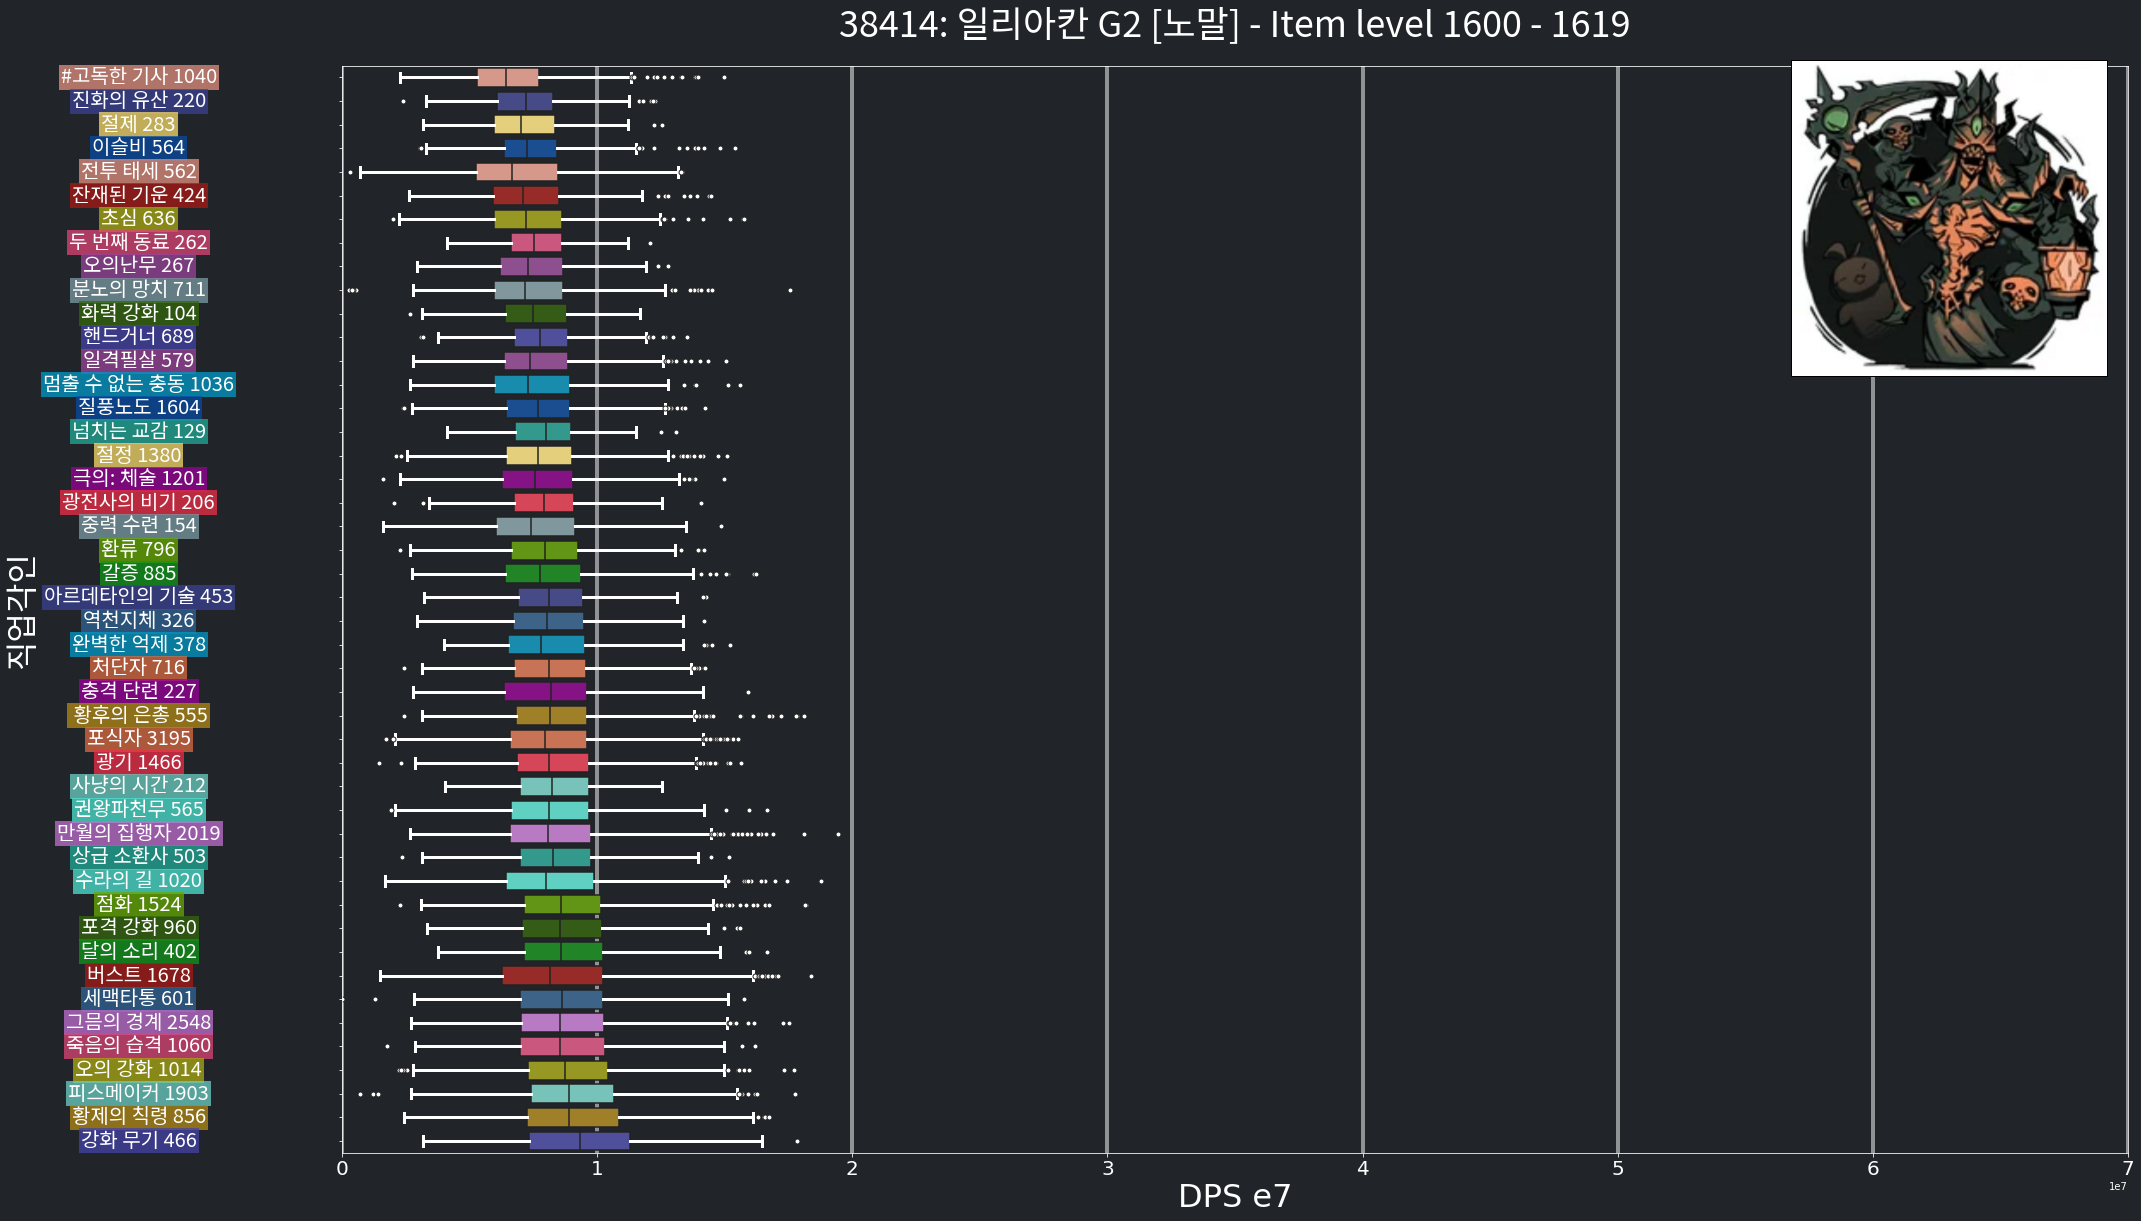 38414: 일리아칸 G2 [노말] - Item level 1600 - 1619
#고독한 기사 1040
진화의 유산 220
절제 283
이슬비 564
전투 태세 562
잔재된 기운 424
초심 636
두 번째 동료 262
오의난무 267
분노의 망치 711
화력 강화 104
핸드거너 689
일격필살 579
멈출 수 없는 충동 1036
질풍노도 1604
넘치는 교감 129
절정 1380
극의: 체술 1201
광전사의 비기 206
중력 수련 154
환류 796
갈증 885
아르데타인의 기술 453
역천지체 326
완벽한 억제 378
처단자 716
충격 단련 227
황후의 은총 555
포식자 3195
광기 1466
사냥의 시간 212
권왕파천무 565
만월의 집행자 2019
상급 소환사 503
수라의 길 1020
점화 1524
포격 강화 960
달의 소리 402
버스트 1678
세맥타통 601
그믐의 경계 2548
죽음의 습격 1060
오의 강화 1014
피스메이커 1903
황제의 칙령 856
강화 무기 466
직업각인
0 1 2 3 4 5 6 7
DPS e7
1e7